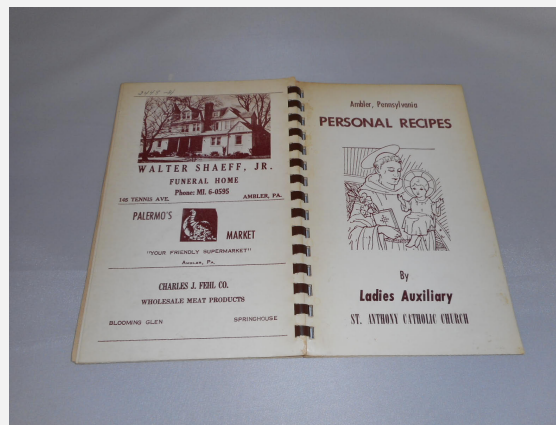 WALTER SHAEFF, JR.
FUNERAL HOME
Phone: MI. 6-0595
145 TENNIS AVE. AMBLER, PA.
PALERMO'S
MARKET
"YOUR FRIENDLY SUPERMARKET"
AMBLER, PA.
CHARLES J. FEHL CO.
WHOLESALE MEAT PRODUCTS
BLOOMING GLEN SPRINGHOUSE
Ambler, Pennsylvania
PERSONAL RECIPES
By
Ladies Auxiliary
ST. ANTHONY CATHOLIC CHURCH